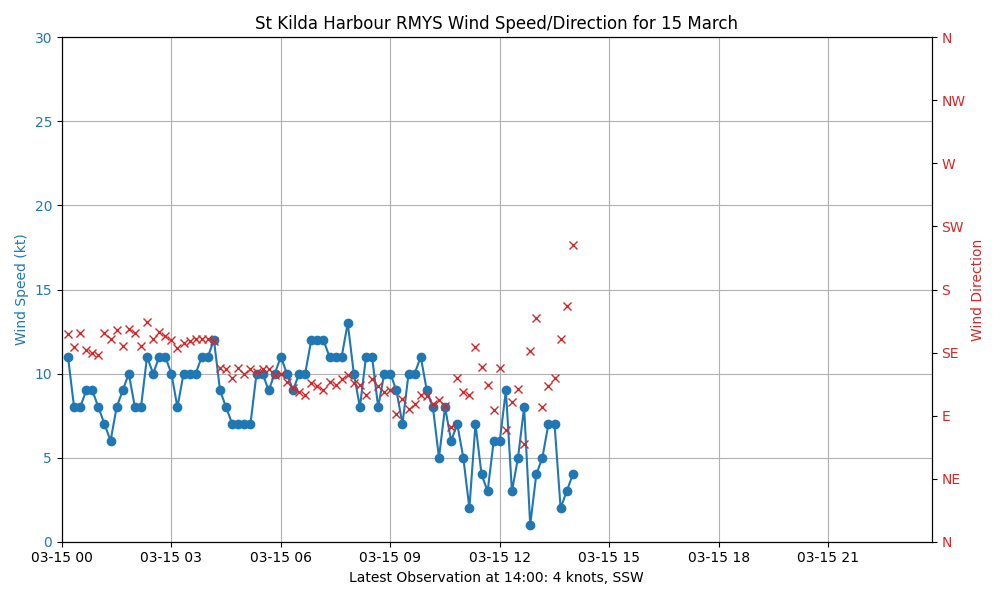 St Kilda Harbour RMYS Wind Speed/Direction for 15 March
30
25
20
15
10
5
0
Wind Speed (kt)
N
NW
W
SW
S
SE
E
NE
N
Wind Direction
03-15 00
03-15 03
03-15 06
03-15 09
03-15 12
03-15 15
03-15 18
03-15 21
Latest Observation at 14:00: 4 knots, SSW